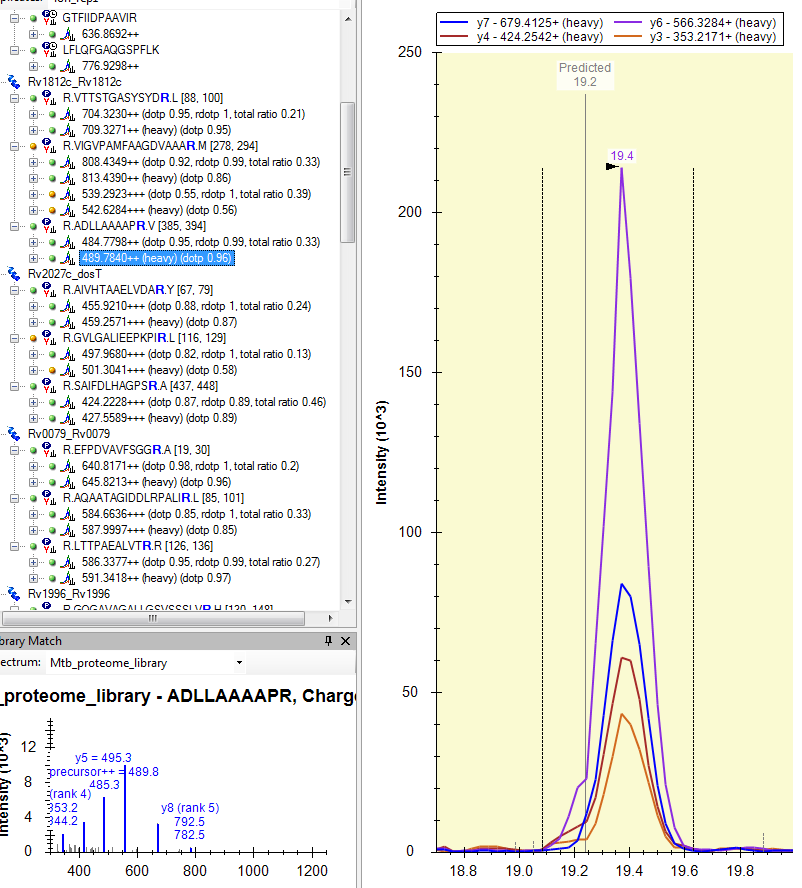 GTFIIDPAAVIR
636.8692++
LFLQFGAQGSPFLK
776.9298++
Rv1812c_Rv1812c
R.VTTSTGASYSYDR.L [88, 100]
704.3230++ (dotp 0.95, rdotp 1, total ratio 0.21)
709.3271++ (heavy) (dotp 0.95)
R.VIGVPAMFAAGDVAAAR.M [278, 294]
808.4349++ (dotp 0.92, rdotp 0.99, total ratio 0.33)
813.4390++ (heavy) (dotp 0.86)
539.2923+++ (dotp 0.55, rdotp 1, total ratio 0.39)
542.6284+++ (heavy) (dotp 0.56)
R.ADLLAAAAPR.V [385, 394]
484.7798++ (dotp 0.95, rdotp 0.99, total ratio 0.33)
489.7840++ (heavy) (dotp 0.96)
Rv2027c_dosT
R.AIVHTAAELVDAR.Y [67, 79]
455.9210+++ (dotp 0.88, rdotp 1, total ratio 0.24)
459.2571+++ (heavy) (dotp 0.87)
R.GVLGALIEEPKPIR.L [116, 129]
497.9680+++ (dotp 0.82, rdotp 1, total ratio 0.13)
501.3041+++ (heavy) (dotp 0.58)
R.SAIFDLHAGPSR.A [437, 448]
424.2228+++ (dotp 0.87, rdotp 0.89, total ratio 0.46)
427.5589+++ (heavy) (dotp 0.89)
Rv0079_Rv0079
R.EFPDVAVFSGGR.A [19, 30]
640.8171++ (dotp 0.98, rdotp 1, total ratio 0.2)
645.8213++ (heavy) (dotp 0.96)
R.AQAATAGIDDLRPALIR.L [85, 101]
584.6636+++ (dotp 0.85, rdotp 1, total ratio 0.33)
587.9997+++ (heavy) (dotp 0.85)
R.LTTPAEALVTR.R [126, 136]
586.3377++ (dotp 0.95, rdotp 0.99, total ratio 0.27)
591.3418++ (heavy) (dotp 0.97)
Rv1996_Rv1996
brary Match
ectrum: Mtb_proteome_library
_proteome_library - ADLLAAAAPR, Charge
Intensity (10^3)
12
8
4
0
y5 = 495.3
precursor++ = 489.8
485.3
(rank 4)
353.2
344.2
y8 (rank 5)
792.5
782.5
400 600 800 1000 1200
y7 - 679.4125+ (heavy) y6 - 566.3284+ (heavy)
y4 - 424.2542+ (heavy) y3 - 353.2171+ (heavy)
Predicted
19.2
19.4
Intensity (10^3)
250
200
150
100
50
0
18.8 19.0 19.2 19.4 19.6 19.8